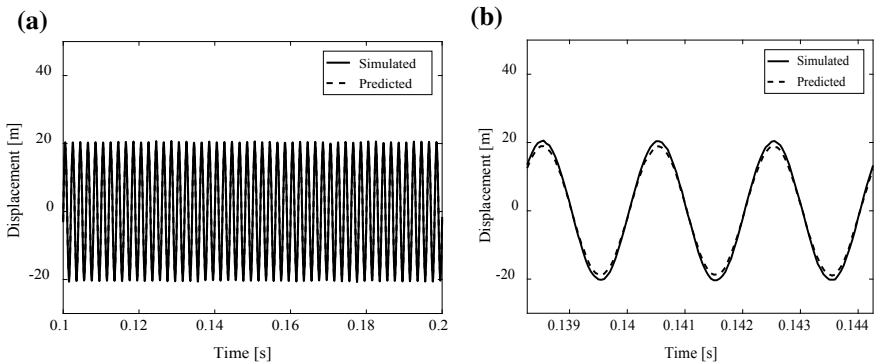 (a)
40
20
0
-20
Displacement [m]
Simulated
Predicted
0.1 0.12 0.14 0.16 0.18 0.2
Time [s]
(b)
40
20
0
-20
Displacement [m]
Simulated
Predicted
0.139 0.14 0.141 0.142 0.143 0.144
Time [s]